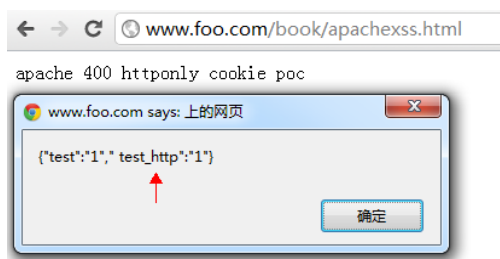 www.foo.com/book/apachexss.html
apache 400 httponly cookie poc
www.foo.com says: 上的网页
{"test":"1"," test_http":"1"}
确定